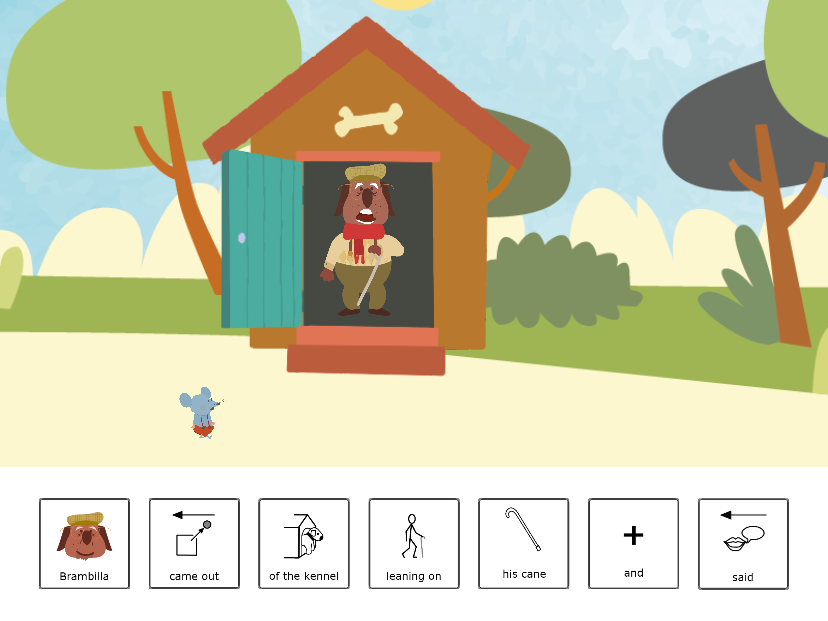 Brambilla
came out
of the kennel
leaning on
his cane
and
said